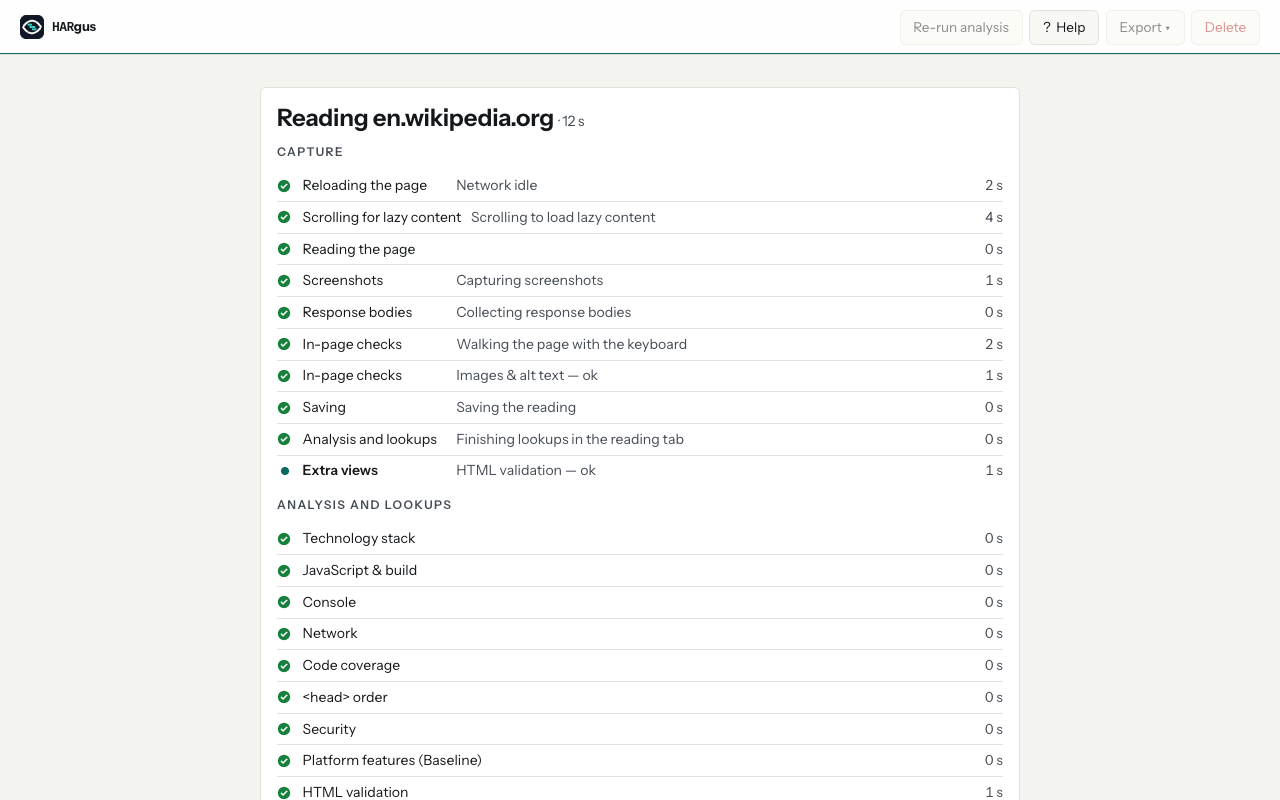 HARgus
Re-run analysis
? Help
Export ▾
Delete
Reading en.wikipedia.org · 12 s
CAPTURE
Reloading the page Network idle 2 s
Scrolling for lazy content Scrolling to load lazy content 4 s
Reading the page 0 s
Screenshots Capturing screenshots 1 s
Response bodies Collecting response bodies 0 s
In-page checks Walking the page with the keyboard 2 s
In-page checks Images & alt text — ok 1 s
Saving Saving the reading 0 s
Analysis and lookups Finishing lookups in the reading tab 0 s
Extra views HTML validation — ok 1 s
ANALYSIS AND LOOKUPS
Technology stack 0 s
JavaScript & build 0 s
Console 0 s
Network 0 s
Code coverage 0 s
<head> order 0 s
Security 0 s
Platform features (Baseline) 0 s
HTML validation 1 s